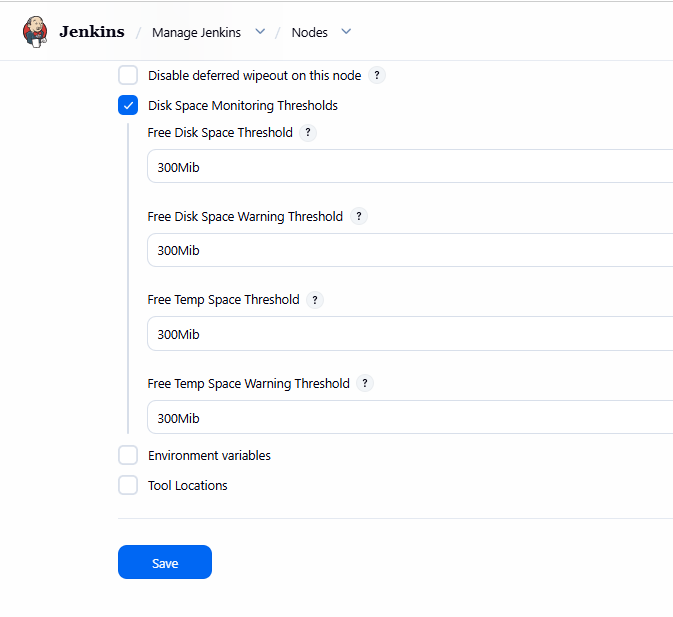 Jenkins / Manage Jenkins / Nodes
Disable deferred wipeout on this node ?
Disk Space Monitoring Thresholds
Free Disk Space Threshold ?
300Mib
Free Disk Space Warning Threshold ?
300Mib
Free Temp Space Threshold ?
300Mib
Free Temp Space Warning Threshold ?
300Mib
Environment variables
Tool Locations
Save